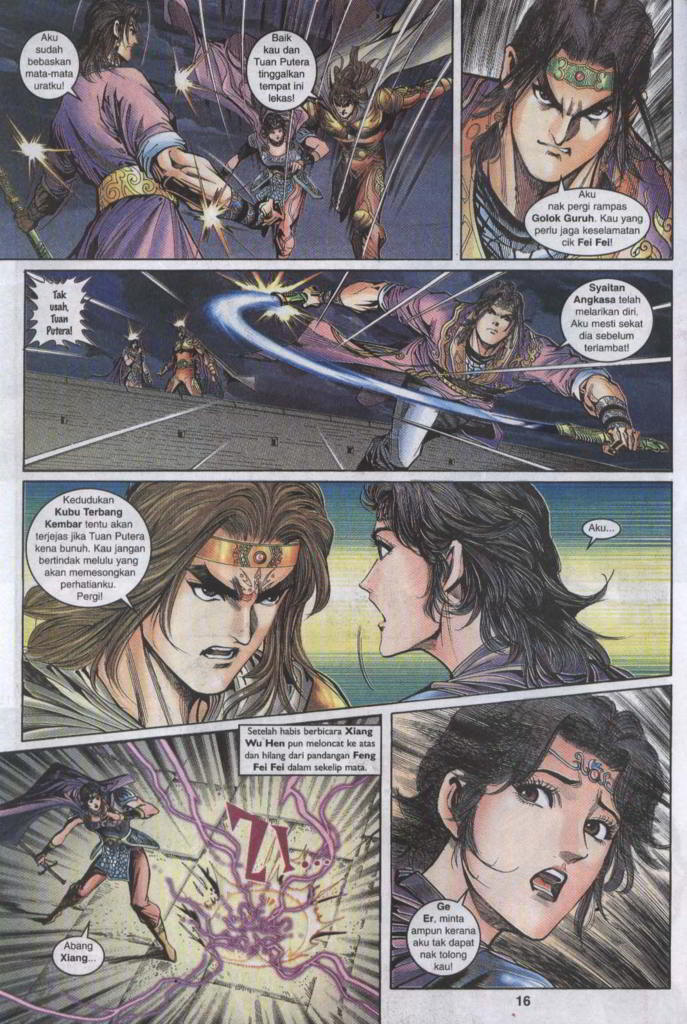 Aku
sudah
bebaskan
mata-mata
uratku!
Baik
kau dan
Tuan Putera
tinggalkan
tempat ini
lekas!
Aku
nak pergi rampas
Golok Guruh. Kau yang
perlu jaga keselamatan
cik Fei Fei!
Tak
usah,
Tuan
Putera!
Syaitan
Angkasa telah
melarikan diri.
Aku mesti sekat
dia sebelum
terlambat!
Kedudukan
Kubu Terbang
Kembar tentu akan
terjejas jika Tuan Putera
kena bunuh. Kau jangan
bertindak melulu yang
akan memesongkan
perhatianku.
Pergi!
Aku...
Setelah habis berbicara Xiang
Wu Hen pun meloncat ke atas
dan hilang dari pandangan Feng
Fei Fei dalam sekelip mata.
ZI...
Abang
Xiang...
Ge
Er, minta
ampun kerana
aku tak dapat
nak tolong
kau!
16